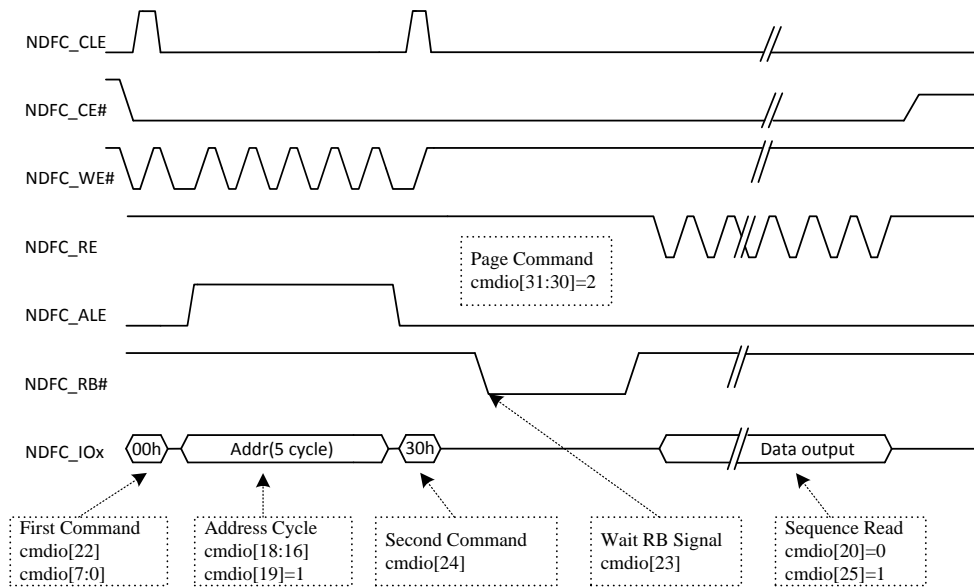 NDFC_CLE
NDFC_CE#
NDFC_WE#
NDFC_RE
Page Command
cmdio[31:30]=2
NDFC_ALE
NDFC_RB#
NDFC_IOx
00h
Addr(5 cycle)
30h
Data output
First Command
cmdio[22]
cmdio[7:0]
Address Cycle
cmdio[18:16]
cmdio[19]=1
Second Command
cmdio[24]
Wait RB Signal
cmdio[23]
Sequence Read
cmdio[20]=0
cmdio[25]=1